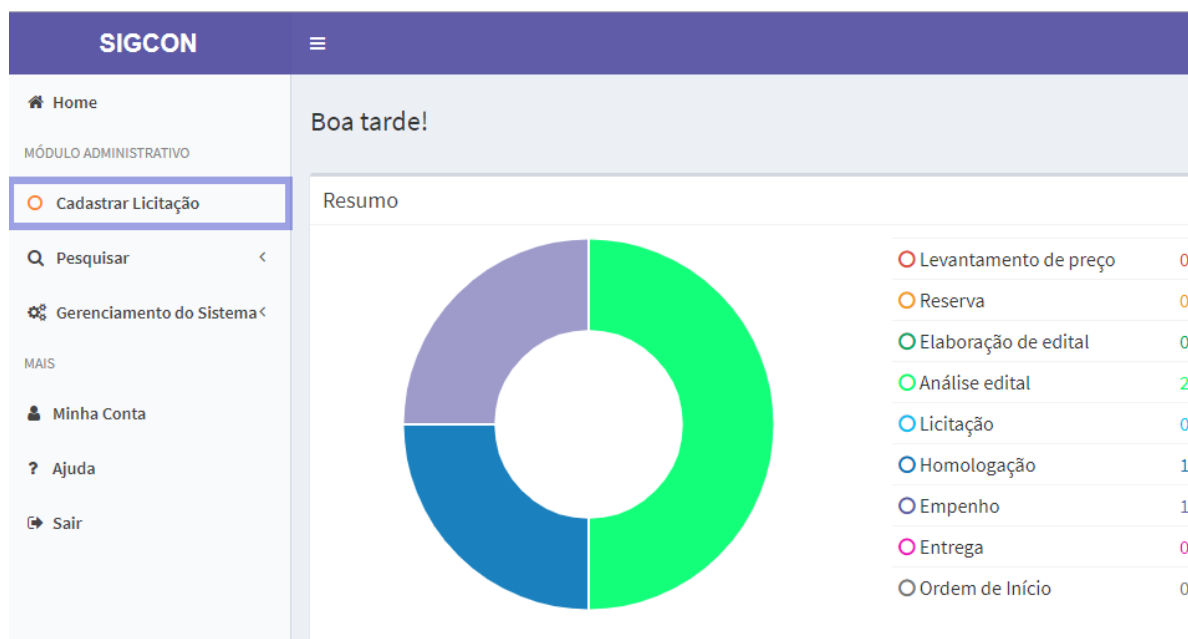 SIGCON
Home
MÓDULO ADMINISTRATIVO
Cadastrar Licitação
Pesquisar
Gerenciamento do Sistema
MAIS
Minha Conta
? Ajuda
Sair
Boa tarde!
Resumo
Levantamento de preço 0
Reserva 0
Elaboração de edital 0
Análise edital 2
Licitação 0
Homologação 1
Empenho 1
Entrega 0
Ordem de Início 0